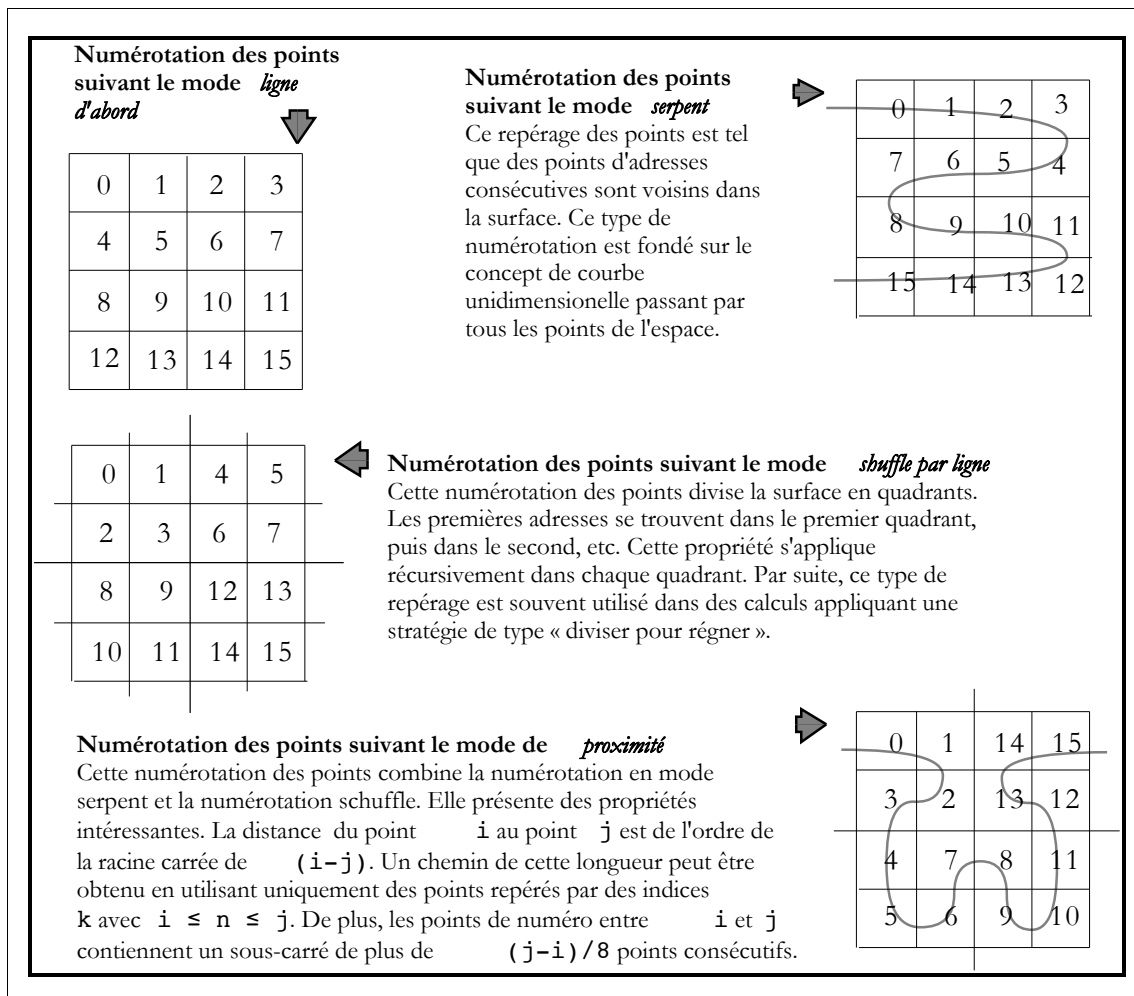 Numérotation des points
suivant le mode ligne
d'abord
0 1 2 3
4 5 6 7
8 9 10 11
12 13 14 15
Numérotation des points
suivant le mode serpent
Ce repérage des points est tel
que des points d'adresses
consécutives sont voisins dans
la surface. Ce type de
numérotation est fondé sur le
concept de courbe
unidimensionelle passant par
tous les points de l'espace.
0 1 2 3
7 6 5 4
8 9 10 11
15 14 13 12
0 1 4 5
2 3 6 7
8 9 12 13
10 11 14 15
Numérotation des points suivant le mode shuffle par ligne
Cette numérotation des points divise la surface en quadrants.
Les premières adresses se trouvent dans le premier quadrant,
puis dans le second, etc. Cette propriété s'applique
récursivement dans chaque quadrant. Par suite, ce type de
repérage est souvent utilisé dans des calculs appliquant une
stratégie de type « diviser pour régner ».
Numérotation des points suivant le mode de proximité
Cette numérotation des points combine la numérotation en mode
serpent et la numérotation schuffle. Elle présente des propriétés
intéressantes. La distance du point i au point j est de l'ordre de
la racine carrée de (i-j). Un chemin de cette longueur peut être
obtenu en utilisant uniquement des points repérés par des indices
k avec i ≤ n ≤ j. De plus, les points de numéro entre i et j
contiennent un sous-carré de plus de (j-i)/8 points consécutifs.
0 1 14 15
3 2 13 12
4 7 8 11
5 6 9 10